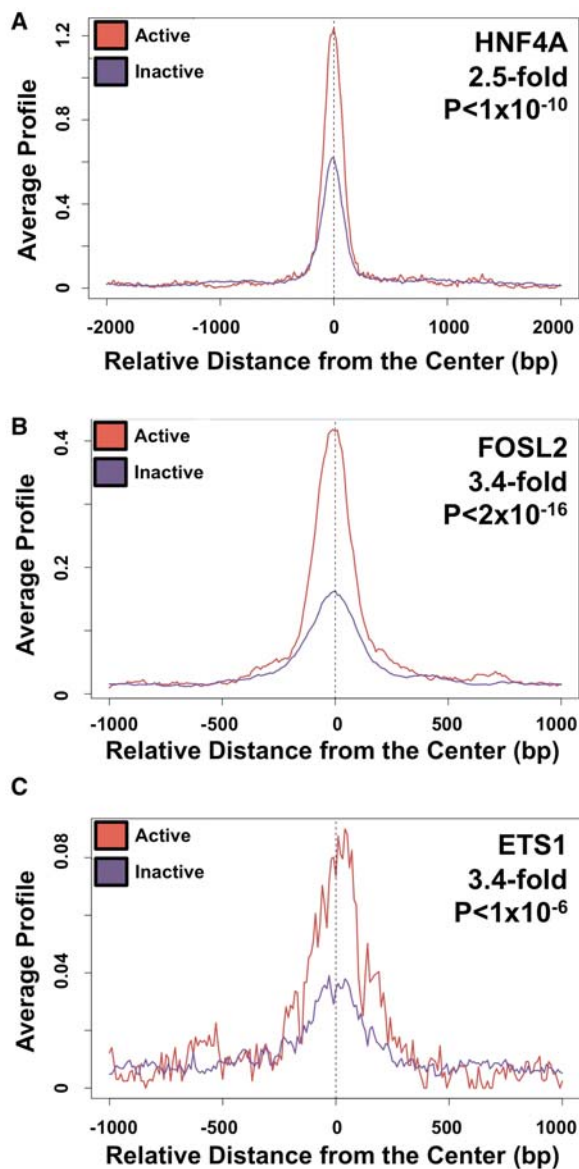 A
Active
Inactive
HNF4A
2.5-fold
P<1x10⁻¹⁰
Average Profile
1.2
0.8
0.4
0
-2000 -1000 0 1000 2000
Relative Distance from the Center (bp)
B
Active
Inactive
FOSL2
3.4-fold
P<2x10⁻¹⁶
Average Profile
0.4
0.2
0
-1000 -500 0 500 1000
Relative Distance from the Center (bp)
C
Active
Inactive
ETS1
3.4-fold
P<1x10⁻⁶
Average Profile
0.08
0.04
0
-1000 -500 0 500 1000
Relative Distance from the Center (bp)